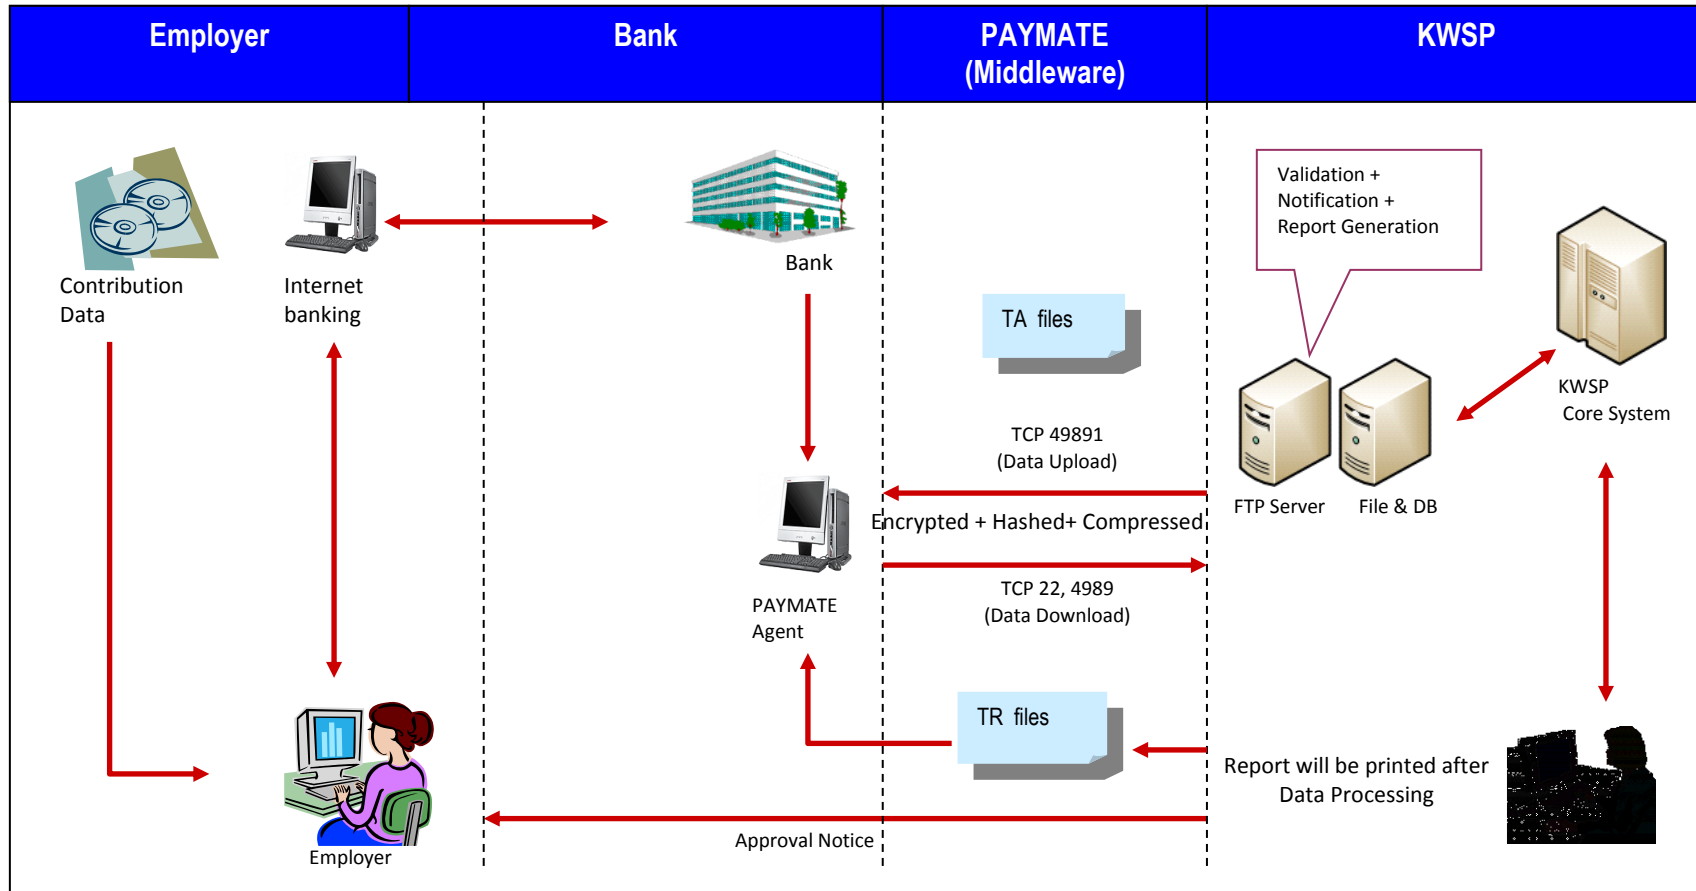 Employer
Bank
PAYMATE
(Middleware)
KWSP
Contribution
Data
Internet
banking
Bank
TA files
Validation +
Notification +
Report Generation
KWSP
Core System
TCP 49891
(Data Upload)
FTP Server
File & DB
Encrypted + Hashed+ Compressed
TCP 22, 4989
(Data Download)
PAYMATE
Agent
TR files
Report will be printed after
Data Processing
Approval Notice
Employer